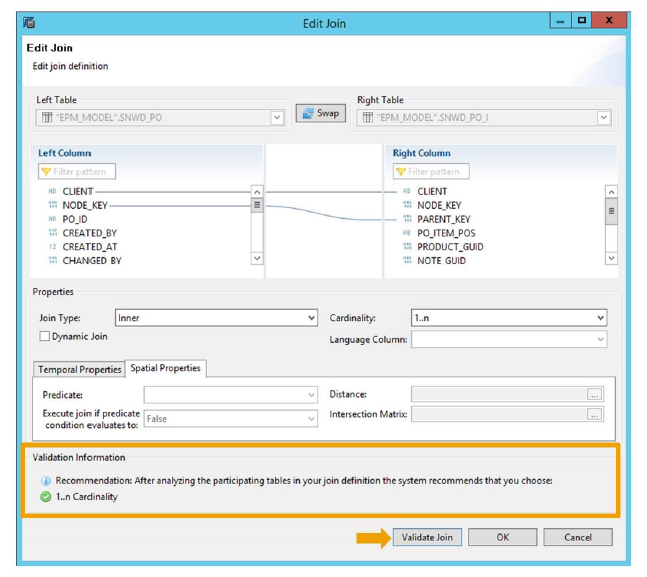 Edit Join
Edit Join
Edit join definition
Left Table
"EPM_MODEL".SNWD_PO
Swap
Right Table
"EPM_MODEL".SNWD_PO_I
Left Column
Filter pattern
CLIENT
NODE_KEY
PO_ID
CREATED_BY
12 CREATED_AT
CHANGED BY
Right Column
Filter pattern
CLIENT
NODE_KEY
PARENT_KEY
PO_ITEM_POS
PRODUCT_GUID
NOTE GUID
Properties
Join Type: Inner
Cardinality: 1..n
Dynamic Join
Language Column:
Temporal Properties Spatial Properties
Predicate:
Distance: ...
Execute join if predicate
condition evaluates to: False
Intersection Matrix: ...
Validation Information
Recommendation: After analyzing the participating tables in your join definition the system recommends that you choose:
1..n Cardinality
Validate Join OK Cancel